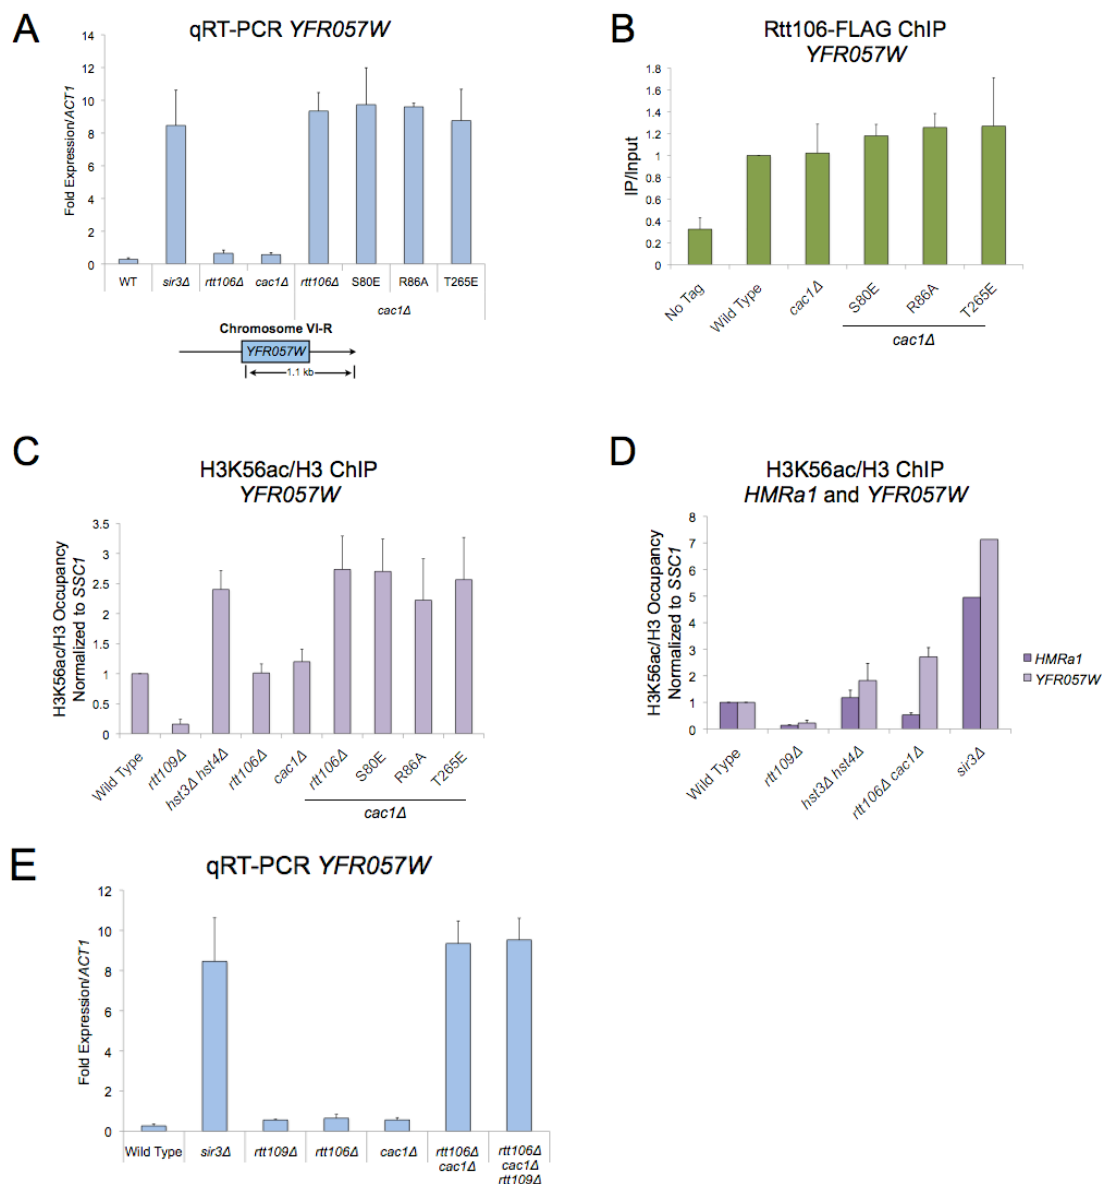 A
qRT-PCR YFR057W
Fold Expression/ACT1
14
12
10
8
6
4
2
0
WT
sir3Δ
rtt106Δ
cac1Δ
rtt106Δ
S80E
R86A
T265E
cac1Δ
Chromosome VI-R
YFR057W
1.1 kb
B
Rtt106-FLAG ChIP
YFR057W
IP/Input
1.8
1.6
1.4
1.2
1
0.8
0.6
0.4
0.2
0
No Tag
Wild Type
cac1Δ
S80E
R86A
T265E
cac1Δ
C
H3K56ac/H3 ChIP
YFR057W
H3K56ac/H3 Occupancy
Normalized to SSC1
3.5
3
2.5
2
1.5
1
0.5
0
Wild Type
rtt109Δ
hst3Δ hst4Δ
rtt106Δ
cac1Δ
rtt106Δ
S80E
R86A
T265E
cac1Δ
D
H3K56ac/H3 ChIP
HMRa1 and YFR057W
H3K56ac/H3 Occupancy
Normalized to SSC1
8
7
6
5
4
3
2
1
0
Wild Type
rtt109Δ
hst3Δ hst4Δ
rtt106Δ cac1Δ
sir3Δ
HMRa1
YFR057W
E
qRT-PCR YFR057W
Fold Expression/ACT1
12
10
8
6
4
2
0
Wild Type
sir3Δ
rtt109Δ
rtt106Δ
cac1Δ
rtt106Δ
cac1Δ
rtt106Δ
cac1Δ
rtt109Δ